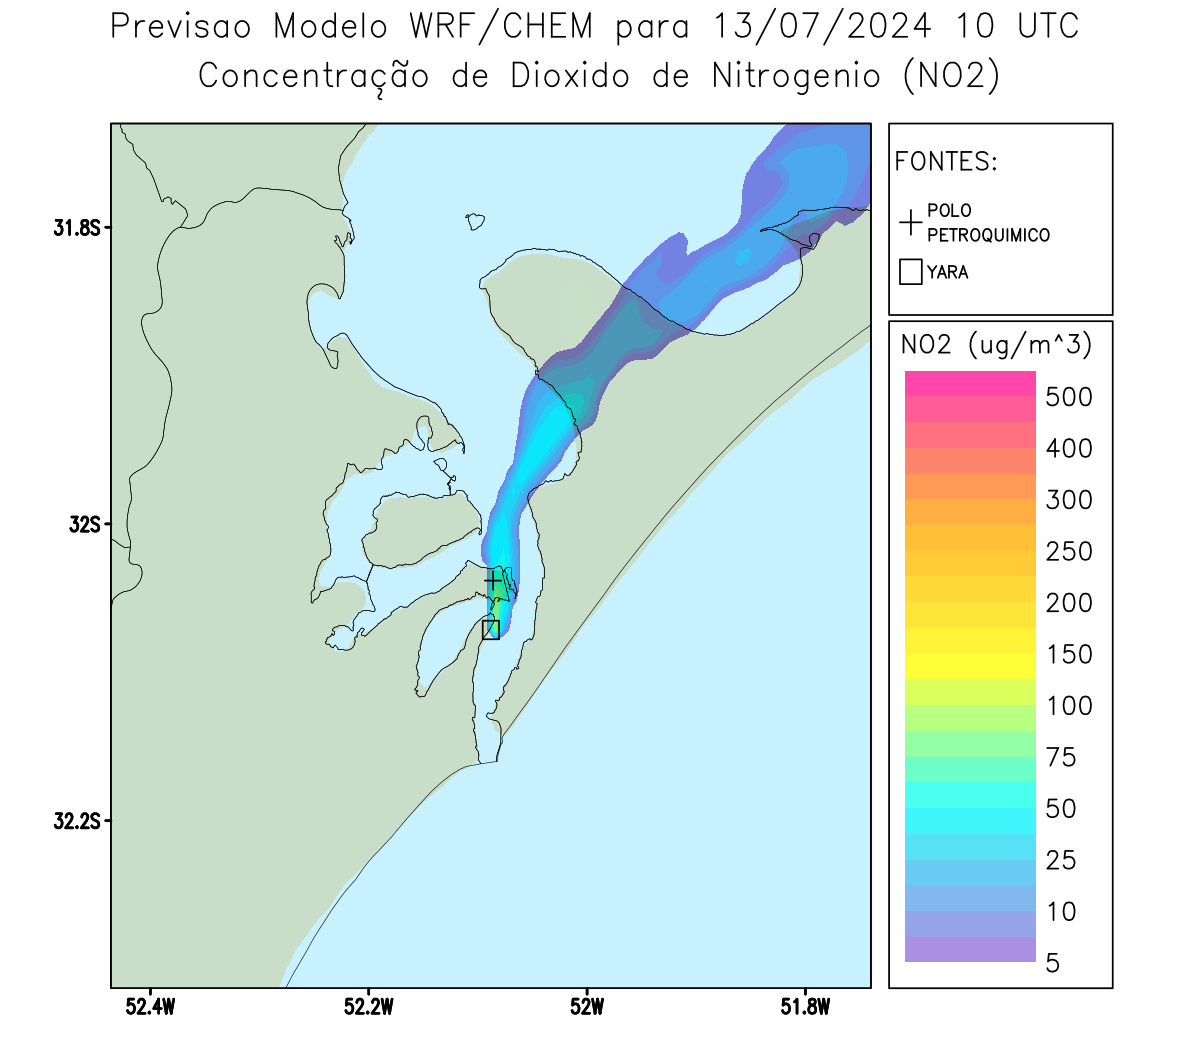 Previsao Modelo WRF/CHEM para 13/07/2024 10 UTC
Concentração de Dioxido de Nitrogenio (NO2)
FONTES:
POLO
PETROQUIMICO
YARA
31.8S
32S
32.2S
52.4W
52.2W
52W
51.8W
NO2 (ug/m^3)
500
400
300
250
200
150
100
75
50
25
10
5